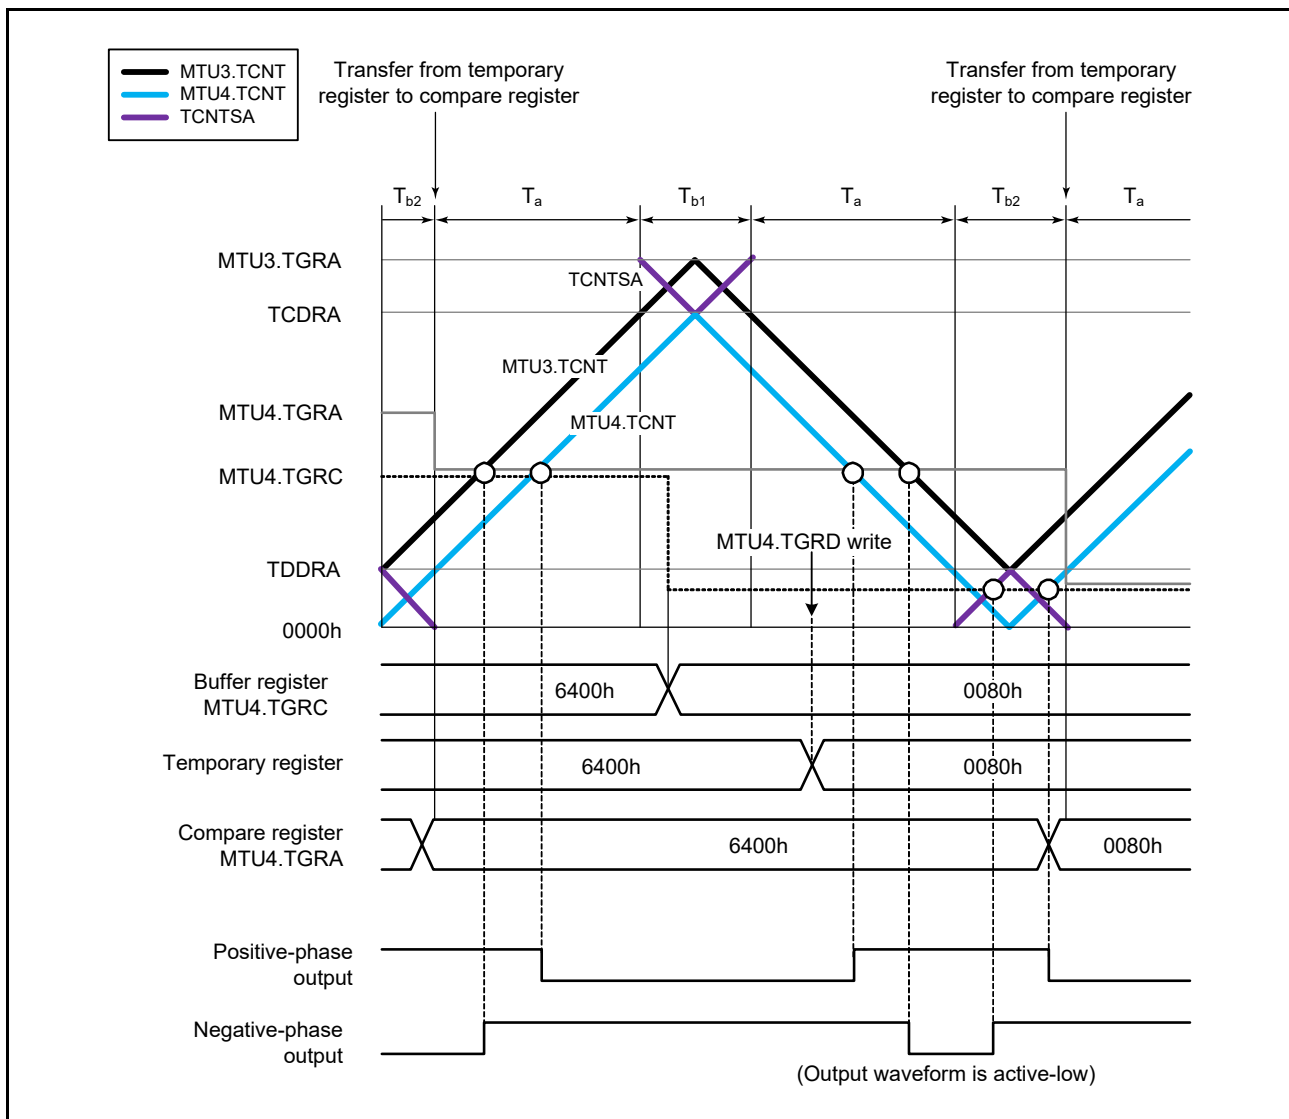 MTU3.TCNT
MTU4.TCNT
TCNTSA
Transfer from temporary
register to compare register
Transfer from temporary
register to compare register
Tb2
Ta
Tb1
Ta
Tb2
Ta
MTU3.TGRA
TCNTSA
TCDRA
MTU3.TCNT
MTU4.TGRA
MTU4.TCNT
MTU4.TGRC
MTU4.TGRD write
TDDRA
0000h
Buffer register
MTU4.TGRC
6400h
0080h
Temporary register
6400h
0080h
Compare register
MTU4.TGRA
6400h
0080h
Positive-phase
output
Negative-phase
output
(Output waveform is active-low)